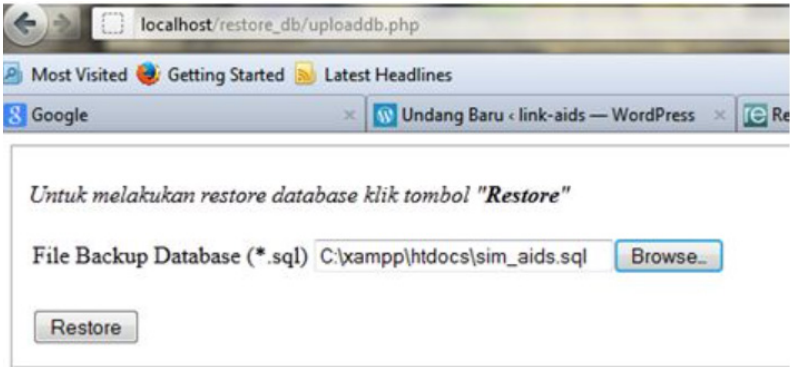 localhost/restore_db/uploaddb.php
Most Visited Getting Started Latest Headlines
Google × Undang Baru ‹ link-aids — WordPress × Re
Untuk melakukan restore database klik tombol "Restore"
File Backup Database (*.sql) C:\xampp\htdocs\sim_aids.sql Browse...
Restore